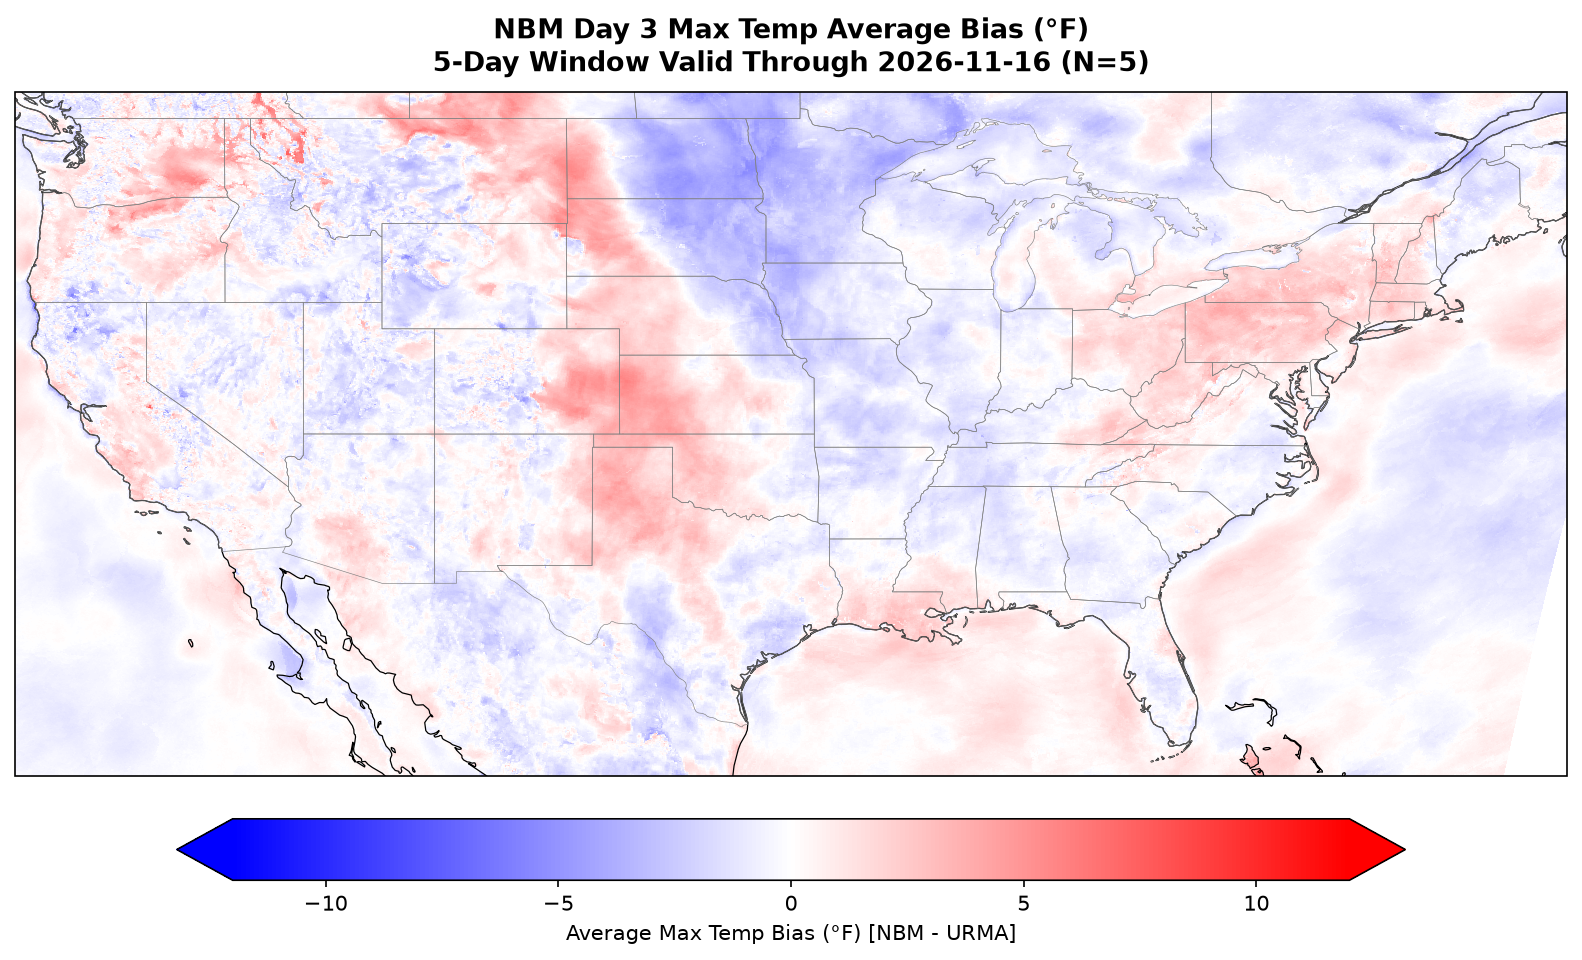 NBM Day 3 Max Temp Average Bias (°F)
5-Day Window Valid Through 2026-11-16 (N=5)
−10 −5 0 5 10
Average Max Temp Bias (°F) [NBM - URMA]